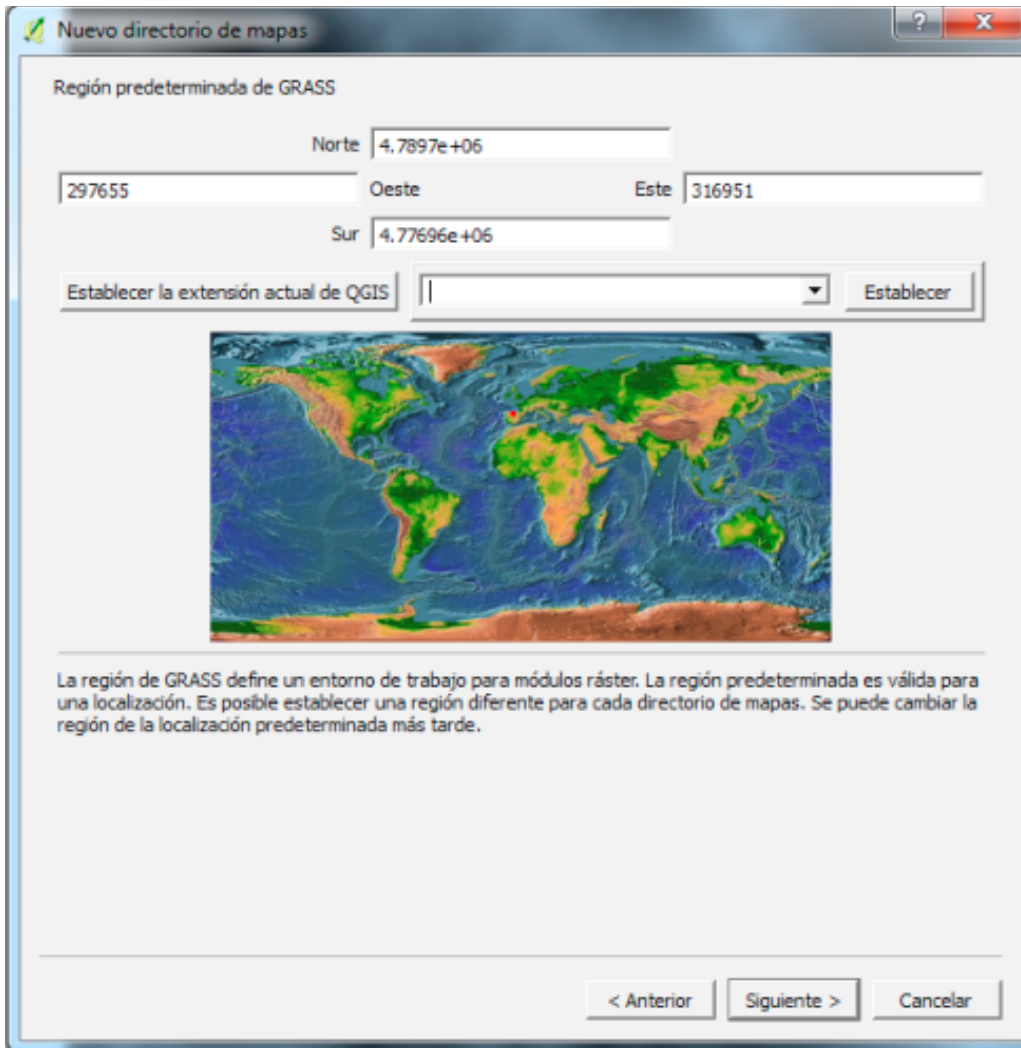 Nuevo directorio de mapas
Región predeterminada de GRASS
Norte 4.7897e+06
297655 Oeste Este 316951
Sur 4.77696e+06
Establecer la extensión actual de QGIS Establecer
La región de GRASS define un entorno de trabajo para módulos ráster. La región predeterminada es válida para
una localización. Es posible establecer una región diferente para cada directorio de mapas. Se puede cambiar la
región de la localización predeterminada más tarde.
< Anterior Siguiente > Cancelar